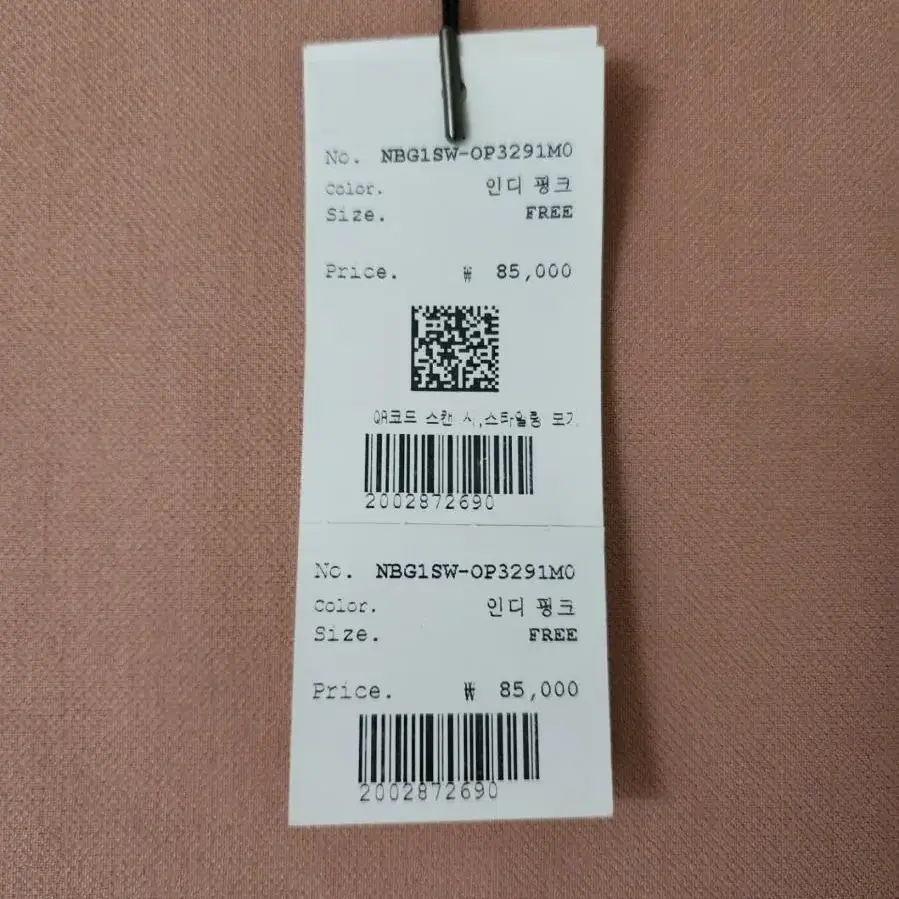 No. NBG1SW-OP3291M0
Color. 인디 핑크
Size. FREE
Price. ₩ 85,000
QR코드 스캔 시,스타일링 보기
2002872690
No. NBG1SW-OP3291M0
Color. 인디 핑크
Size. FREE
Price. ₩ 85,000
2002872690